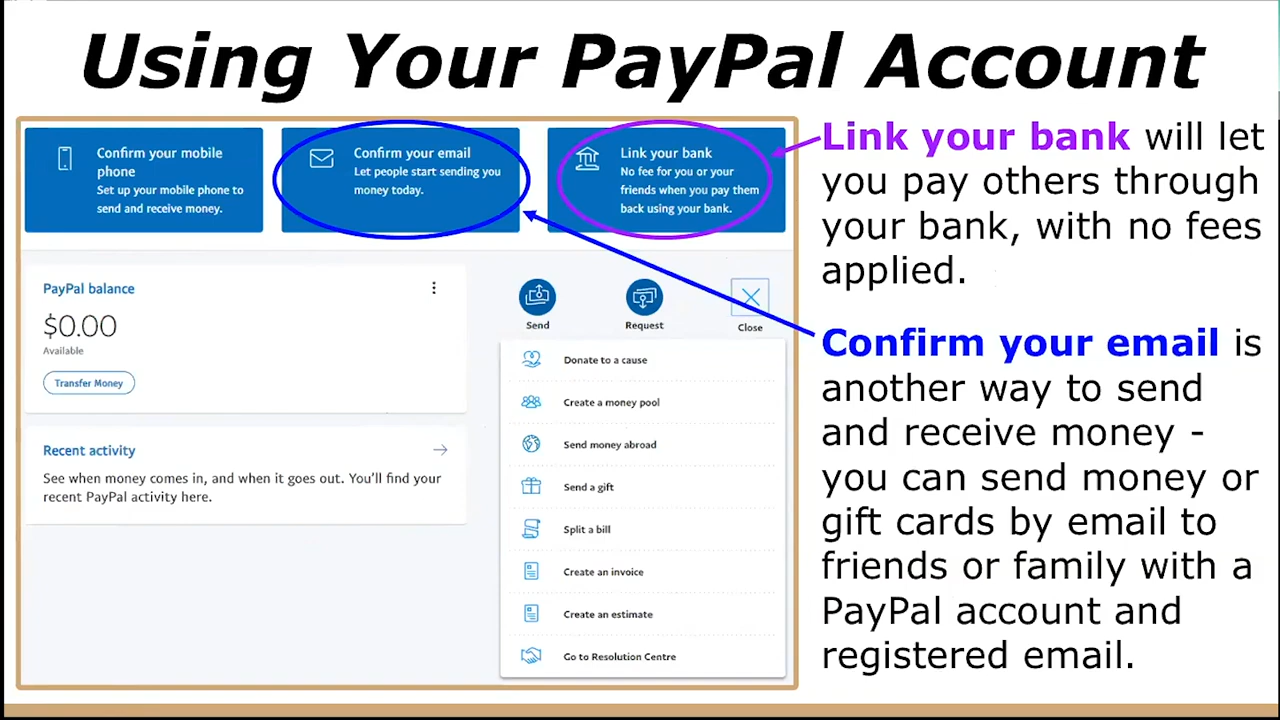 Using Your PayPal Account
Confirm your mobile
phone
Set up your mobile phone to
send and receive money.
Confirm your email
Let people start sending you
money today.
Link your bank
No fee for you or your
friends when you pay them
back using your bank.
PayPal balance
$0.00
Available
Transfer Money
Recent activity
See when money comes in, and when it goes out. You'll find your
recent PayPal activity here.
Send
Request
Close
Donate to a cause
Create a money pool
Send money abroad
Send a gift
Split a bill
Create an invoice
Create an estimate
Go to Resolution Centre
Link your bank will let
you pay others through
your bank, with no fees
applied.
Confirm your email is
another way to send
and receive money -
you can send money or
gift cards by email to
friends or family with a
PayPal account and
registered email.